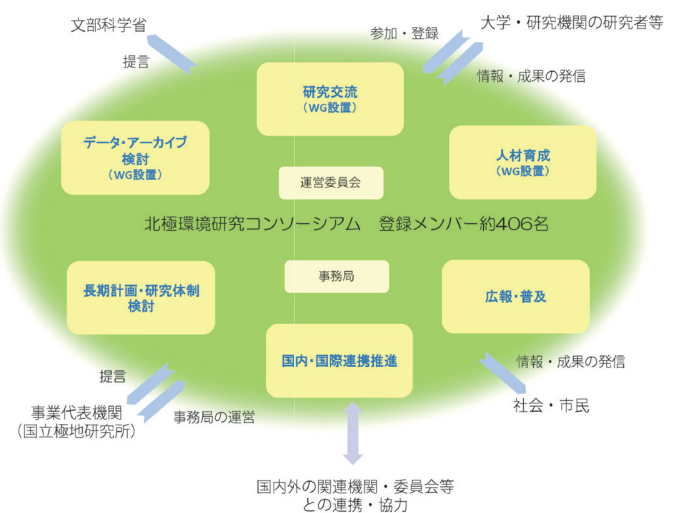 文部科学省
提言
参加・登録
大学・研究機関の研究者等
情報・成果の発信
研究交流
（WG設置）
データ・アーカイブ
検討
（WG設置）
人材育成
（WG設置）
運営委員会
北極環境研究コンソーシアム　登録メンバー約406名
事務局
長期計画・研究体制
検討
広報・普及
国内・国際連携推進
提言
事業代表機関
（国立極地研究所）
事務局の運営
情報・成果の発信
社会・市民
国内外の関連機関・委員会等
との連携・協力